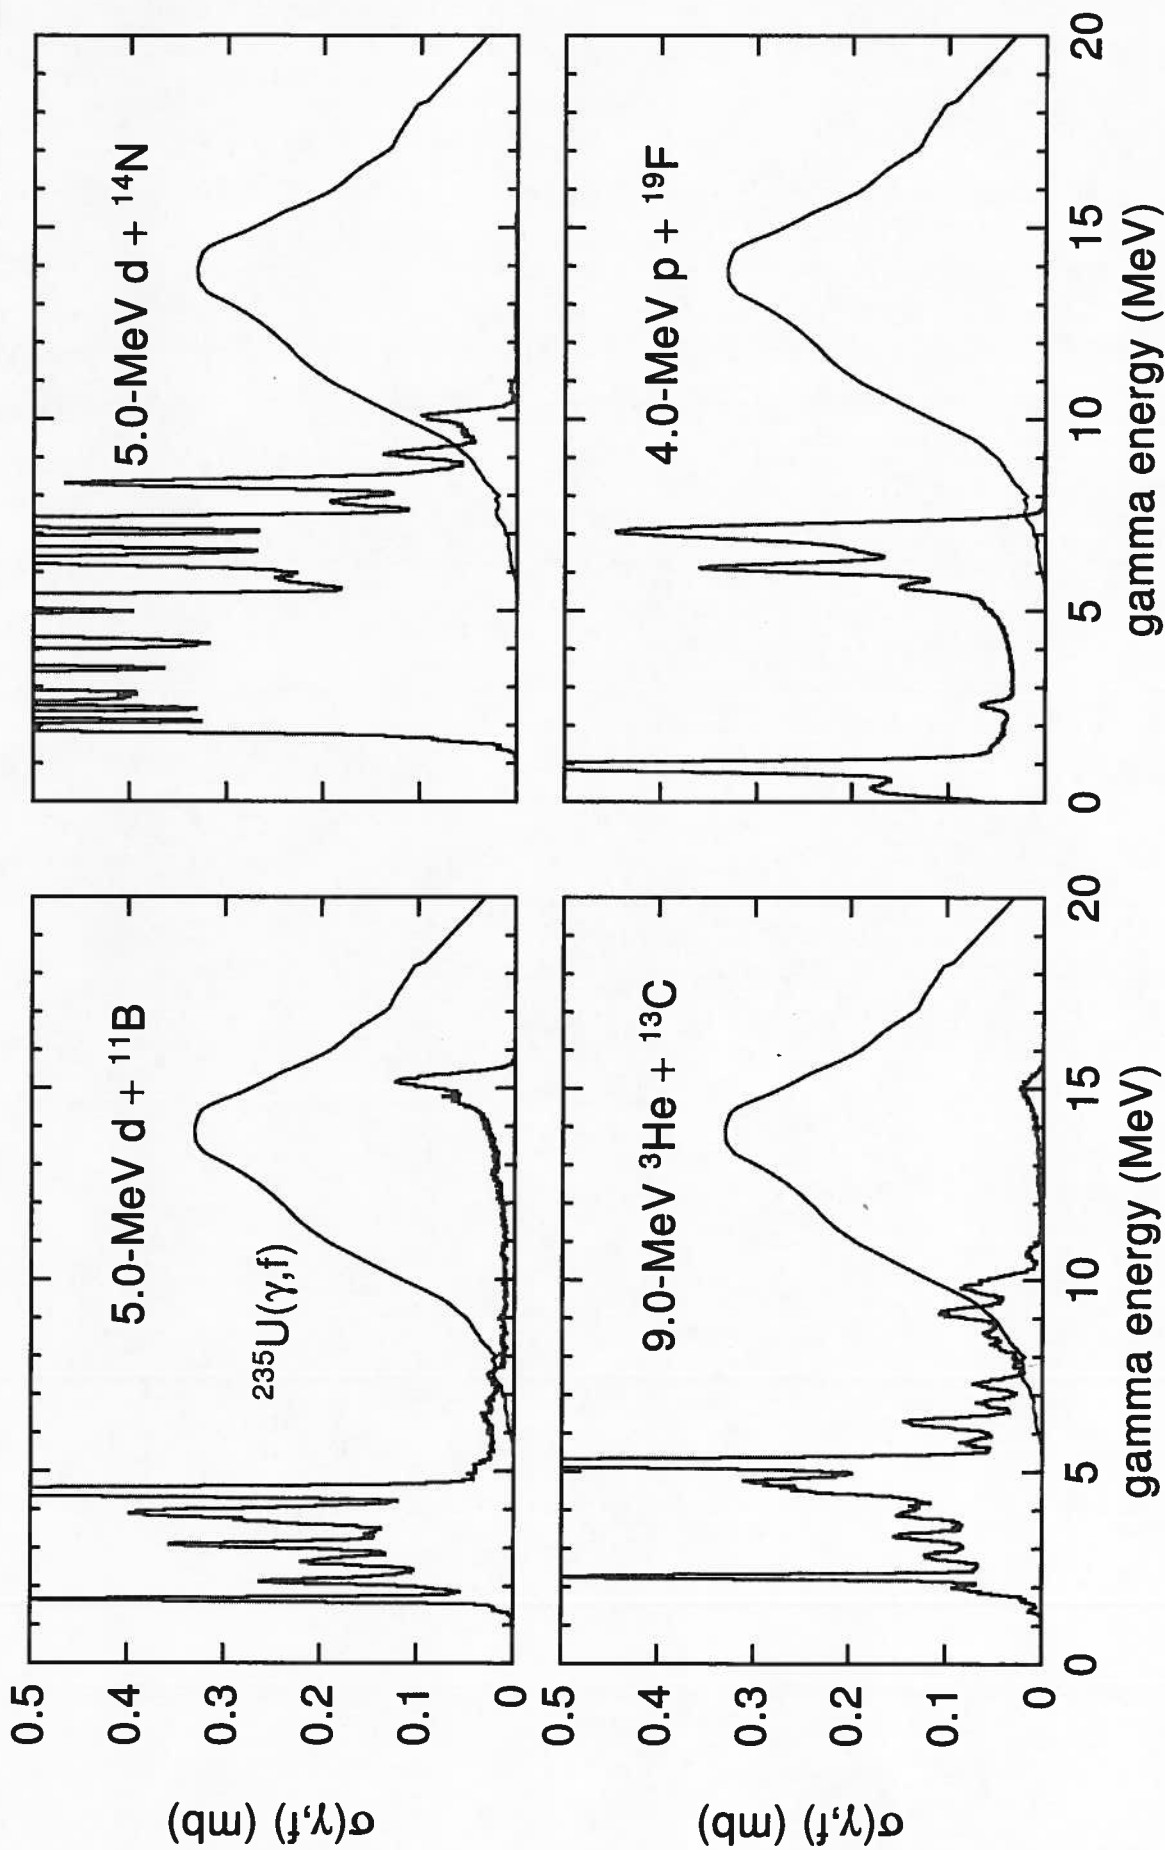 5.0-MeV d + ¹¹B
²³⁵U(γ,f)
σ(γ,f) (mb)
0.5
0.4
0.3
0.2
0.1
0
5.0-MeV d + ¹⁴N
9.0-MeV ³He + ¹³C
σ(γ,f) (mb)
0.5
0.4
0.3
0.2
0.1
0
0 5 10 15 20
gamma energy (MeV)
4.0-MeV p + ¹⁹F
0 5 10 15 20
gamma energy (MeV)